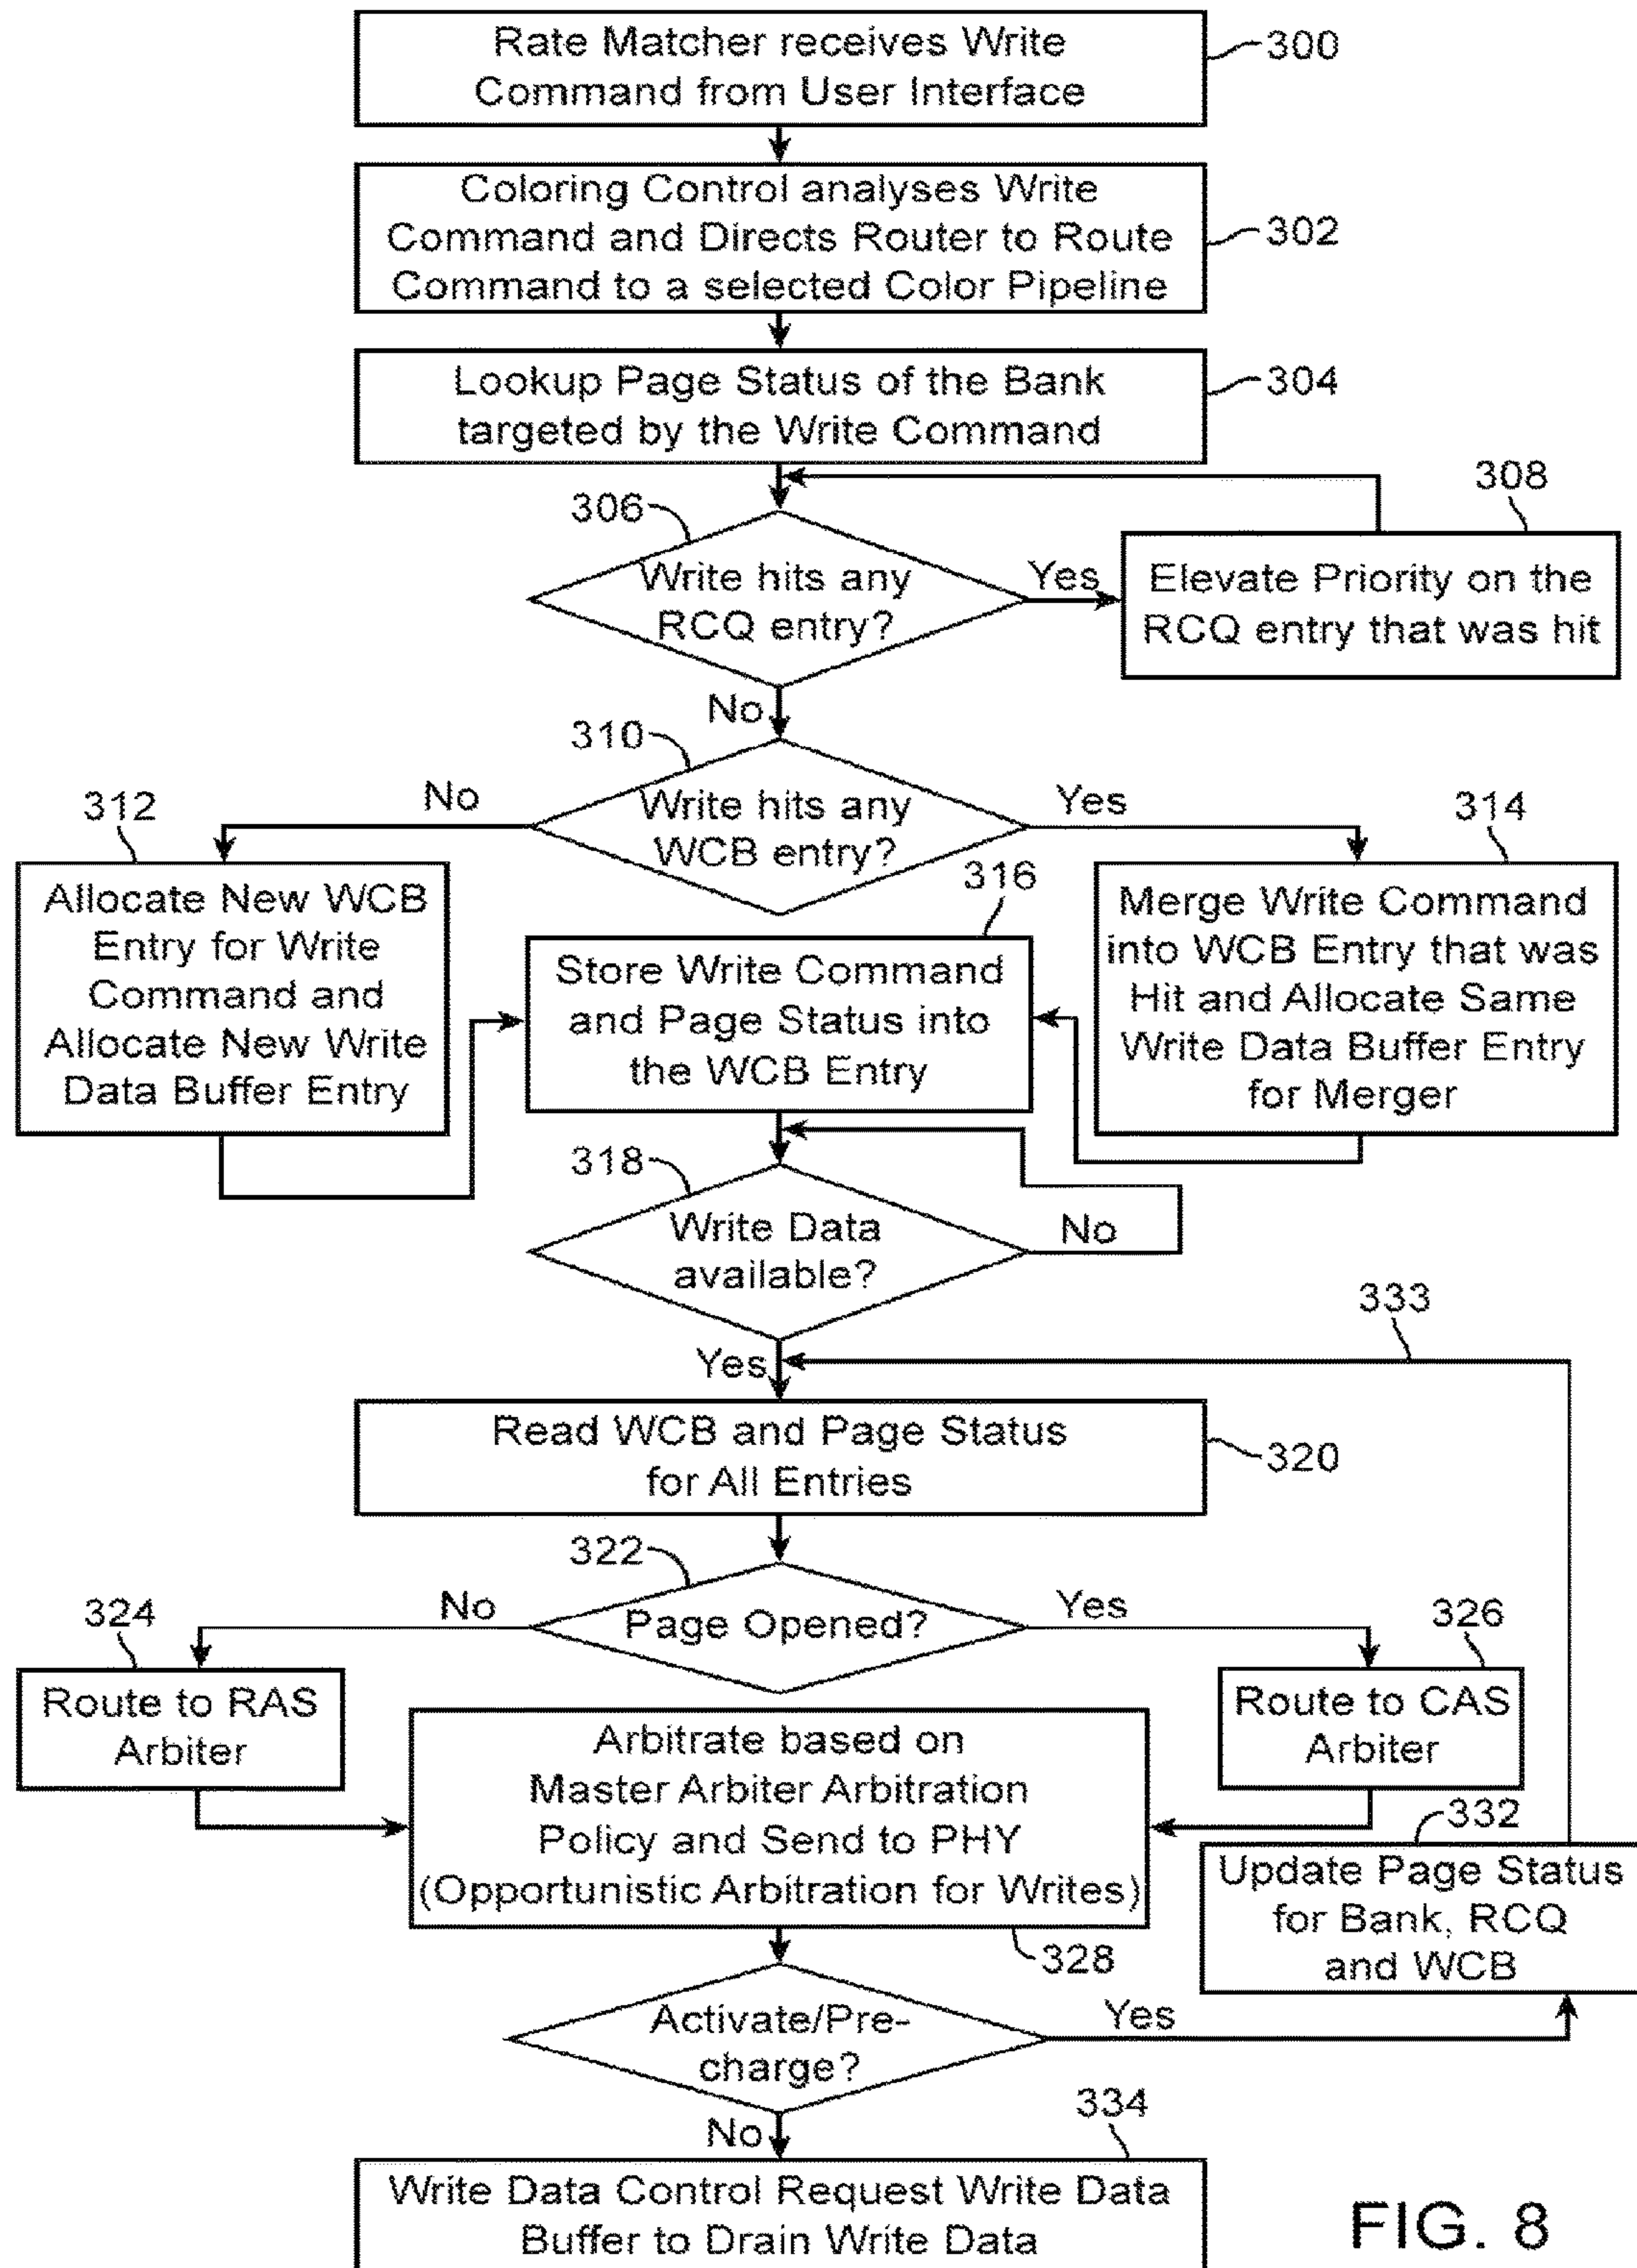 Rate Matcher receives Write
Command from User Interface
300
Coloring Control analyses Write
Command and Directs Router to Route
Command to a selected Color Pipeline
302
Lookup Page Status of the Bank
targeted by the Write Command
304
306
Write hits any
RCQ entry?
Yes
308
Elevate Priority on the
RCQ entry that was hit
No
310
Write hits any
WCB entry?
No
Yes
312
Allocate New WCB
Entry for Write
Command and
Allocate New Write
Data Buffer Entry
314
Merge Write Command
into WCB Entry that was
Hit and Allocate Same
Write Data Buffer Entry
for Merger
316
Store Write Command
and Page Status into
the WCB Entry
318
Write Data
available?
No
Yes
333
Read WCB and Page Status
for All Entries
320
322
Page Opened?
No
Yes
324
Route to RAS
Arbiter
326
Route to CAS
Arbiter
Arbitrate based on
Master Arbiter Arbitration
Policy and Send to PHY
(Opportunistic Arbitration for Writes)
328
332
Update Page Status
for Bank, RCQ
and WCB
Activate/Pre-
charge?
Yes
No
334
Write Data Control Request Write Data
Buffer to Drain Write Data
FIG. 8